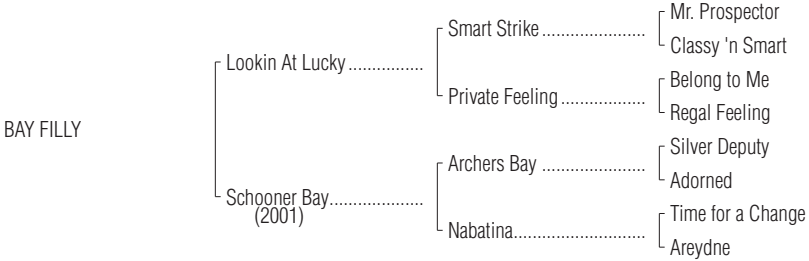 Mr. Prospector
Smart Strike ......................
Classy 'n Smart
Lookin At Lucky ................
Belong to Me
Private Feeling ..................
Regal Feeling
BAY FILLY
Silver Deputy
Archers Bay ......................
Adorned
Schooner Bay....................
(2001)
Time for a Change
Nabatina............................
Areydne